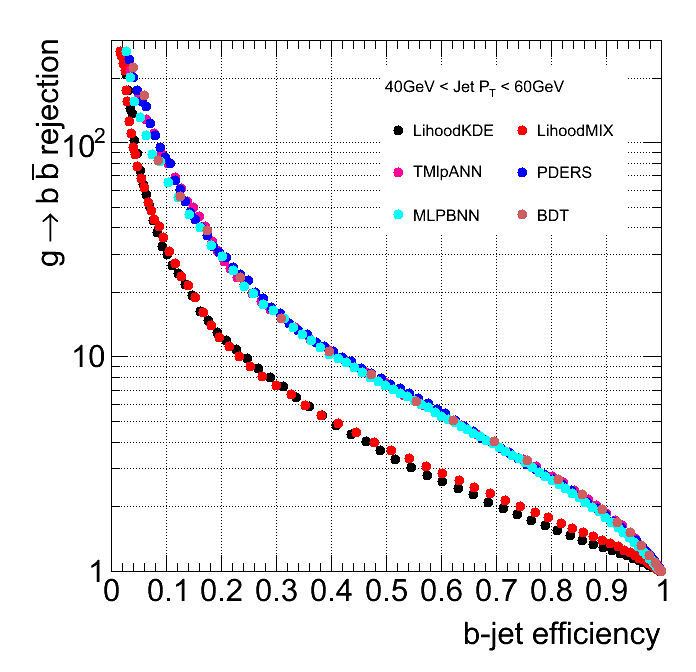 g → b b̅ rejection
40GeV < Jet P_T < 60GeV
LihoodKDE LihoodMIX
TMlpANN PDERS
MLPBNN BDT
10²
10
1
0 0.1 0.2 0.3 0.4 0.5 0.6 0.7 0.8 0.9 1
b-jet efficiency